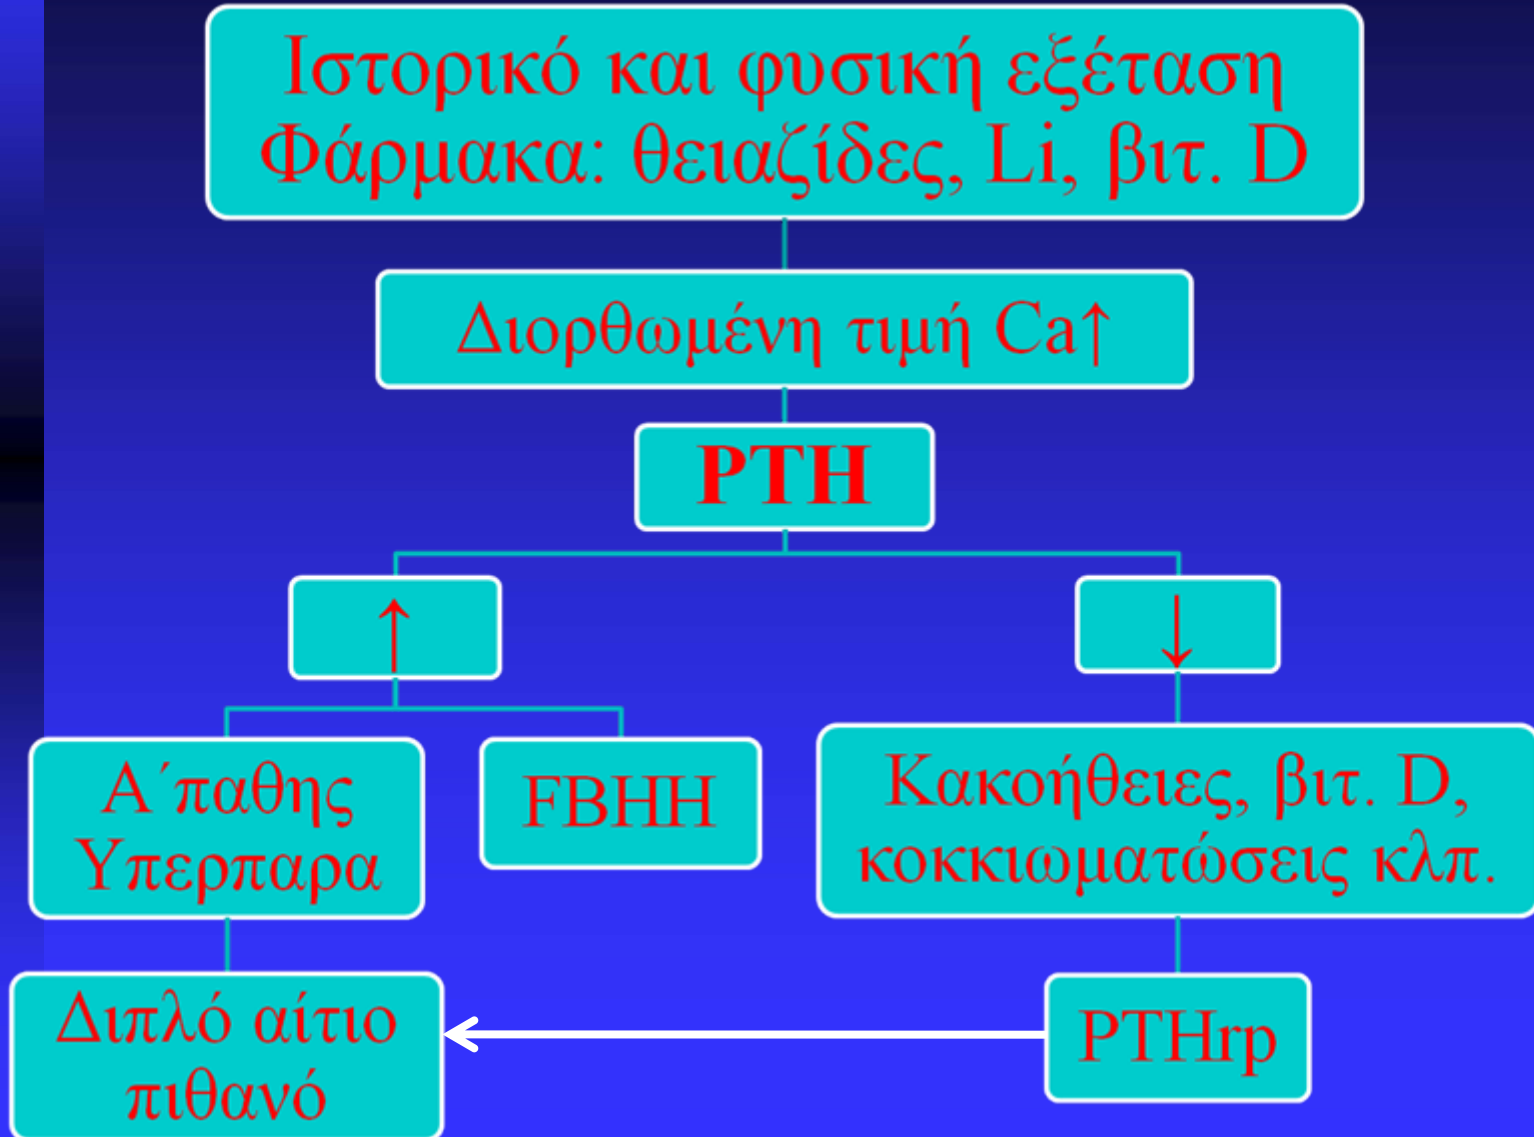 Ιστορικό και φυσική εξέταση
Φάρμακα: θειαζίδες, Li, βιτ. D
Διορθωμένη τιμή Ca↑
PTH
↑
↓
Α΄παθης
Υπερπαρα
FBHH
Κακοήθειες, βιτ. D,
κοκκιωματώσεις κλπ.
Διπλό αίτιο
πιθανό
PTHrp